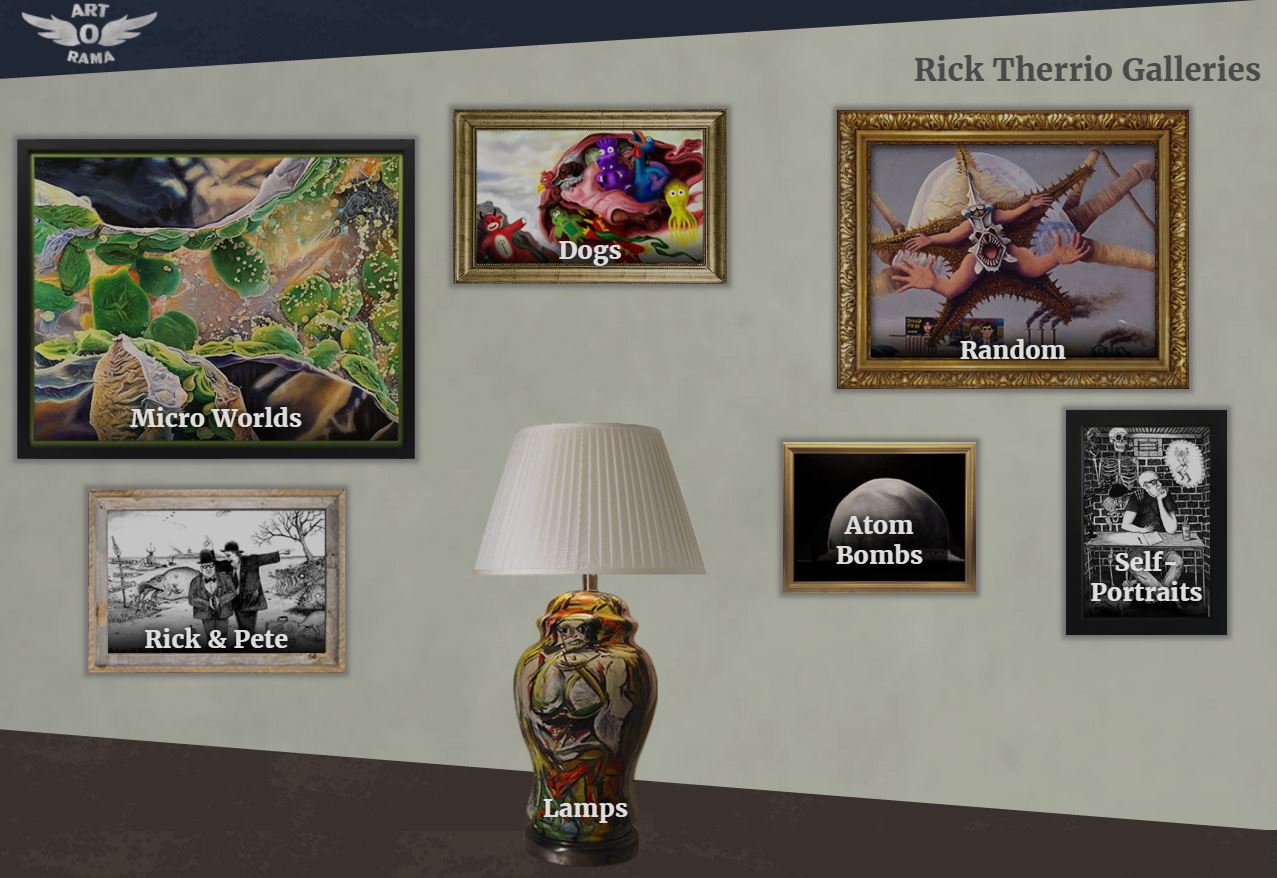 ART
O
RAMA
Rick Therrio Galleries
Dogs
Random
Micro Worlds
Atom
Bombs
Self-
Portraits
Rick & Pete
Lamps